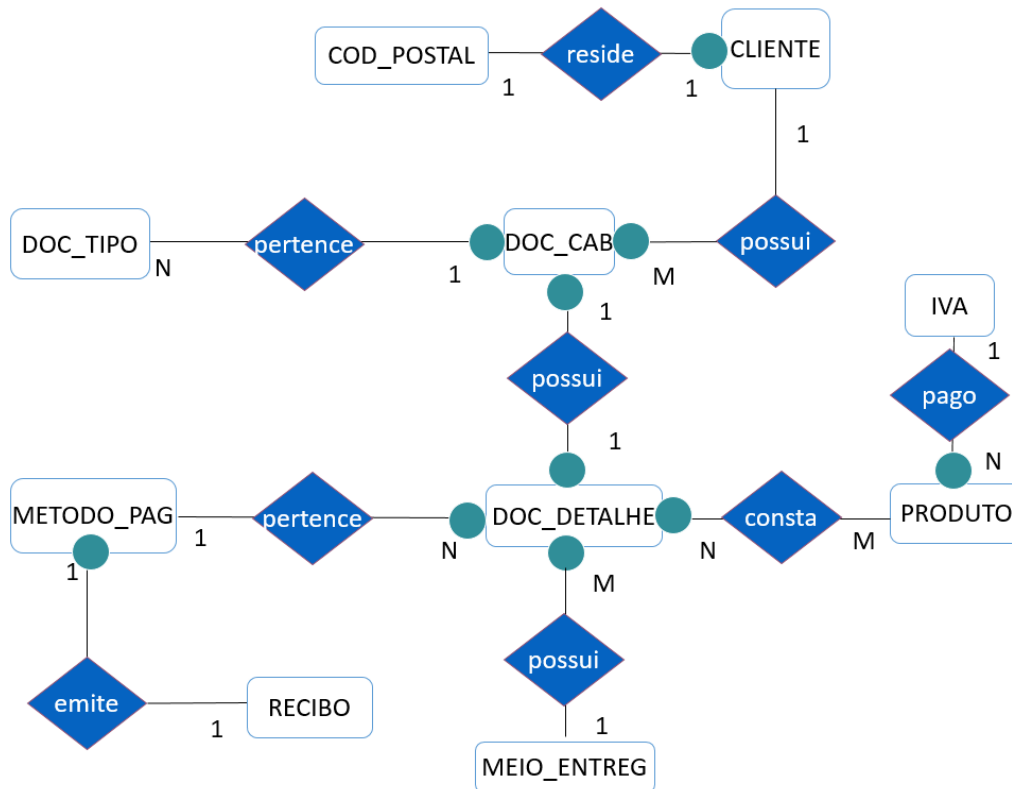 COD_POSTAL
1
reside
1
CLIENTE
1
DOC_TIPO
N
pertence
1
DOC_CAB
M
possui
1
IVA
1
possui
1
pago
N
METODO_PAG
1
1
pertence
N
DOC_DETALHE
N
consta
M
PRODUTO
M
possui
1
emite
1
RECIBO
MEIO_ENTREG